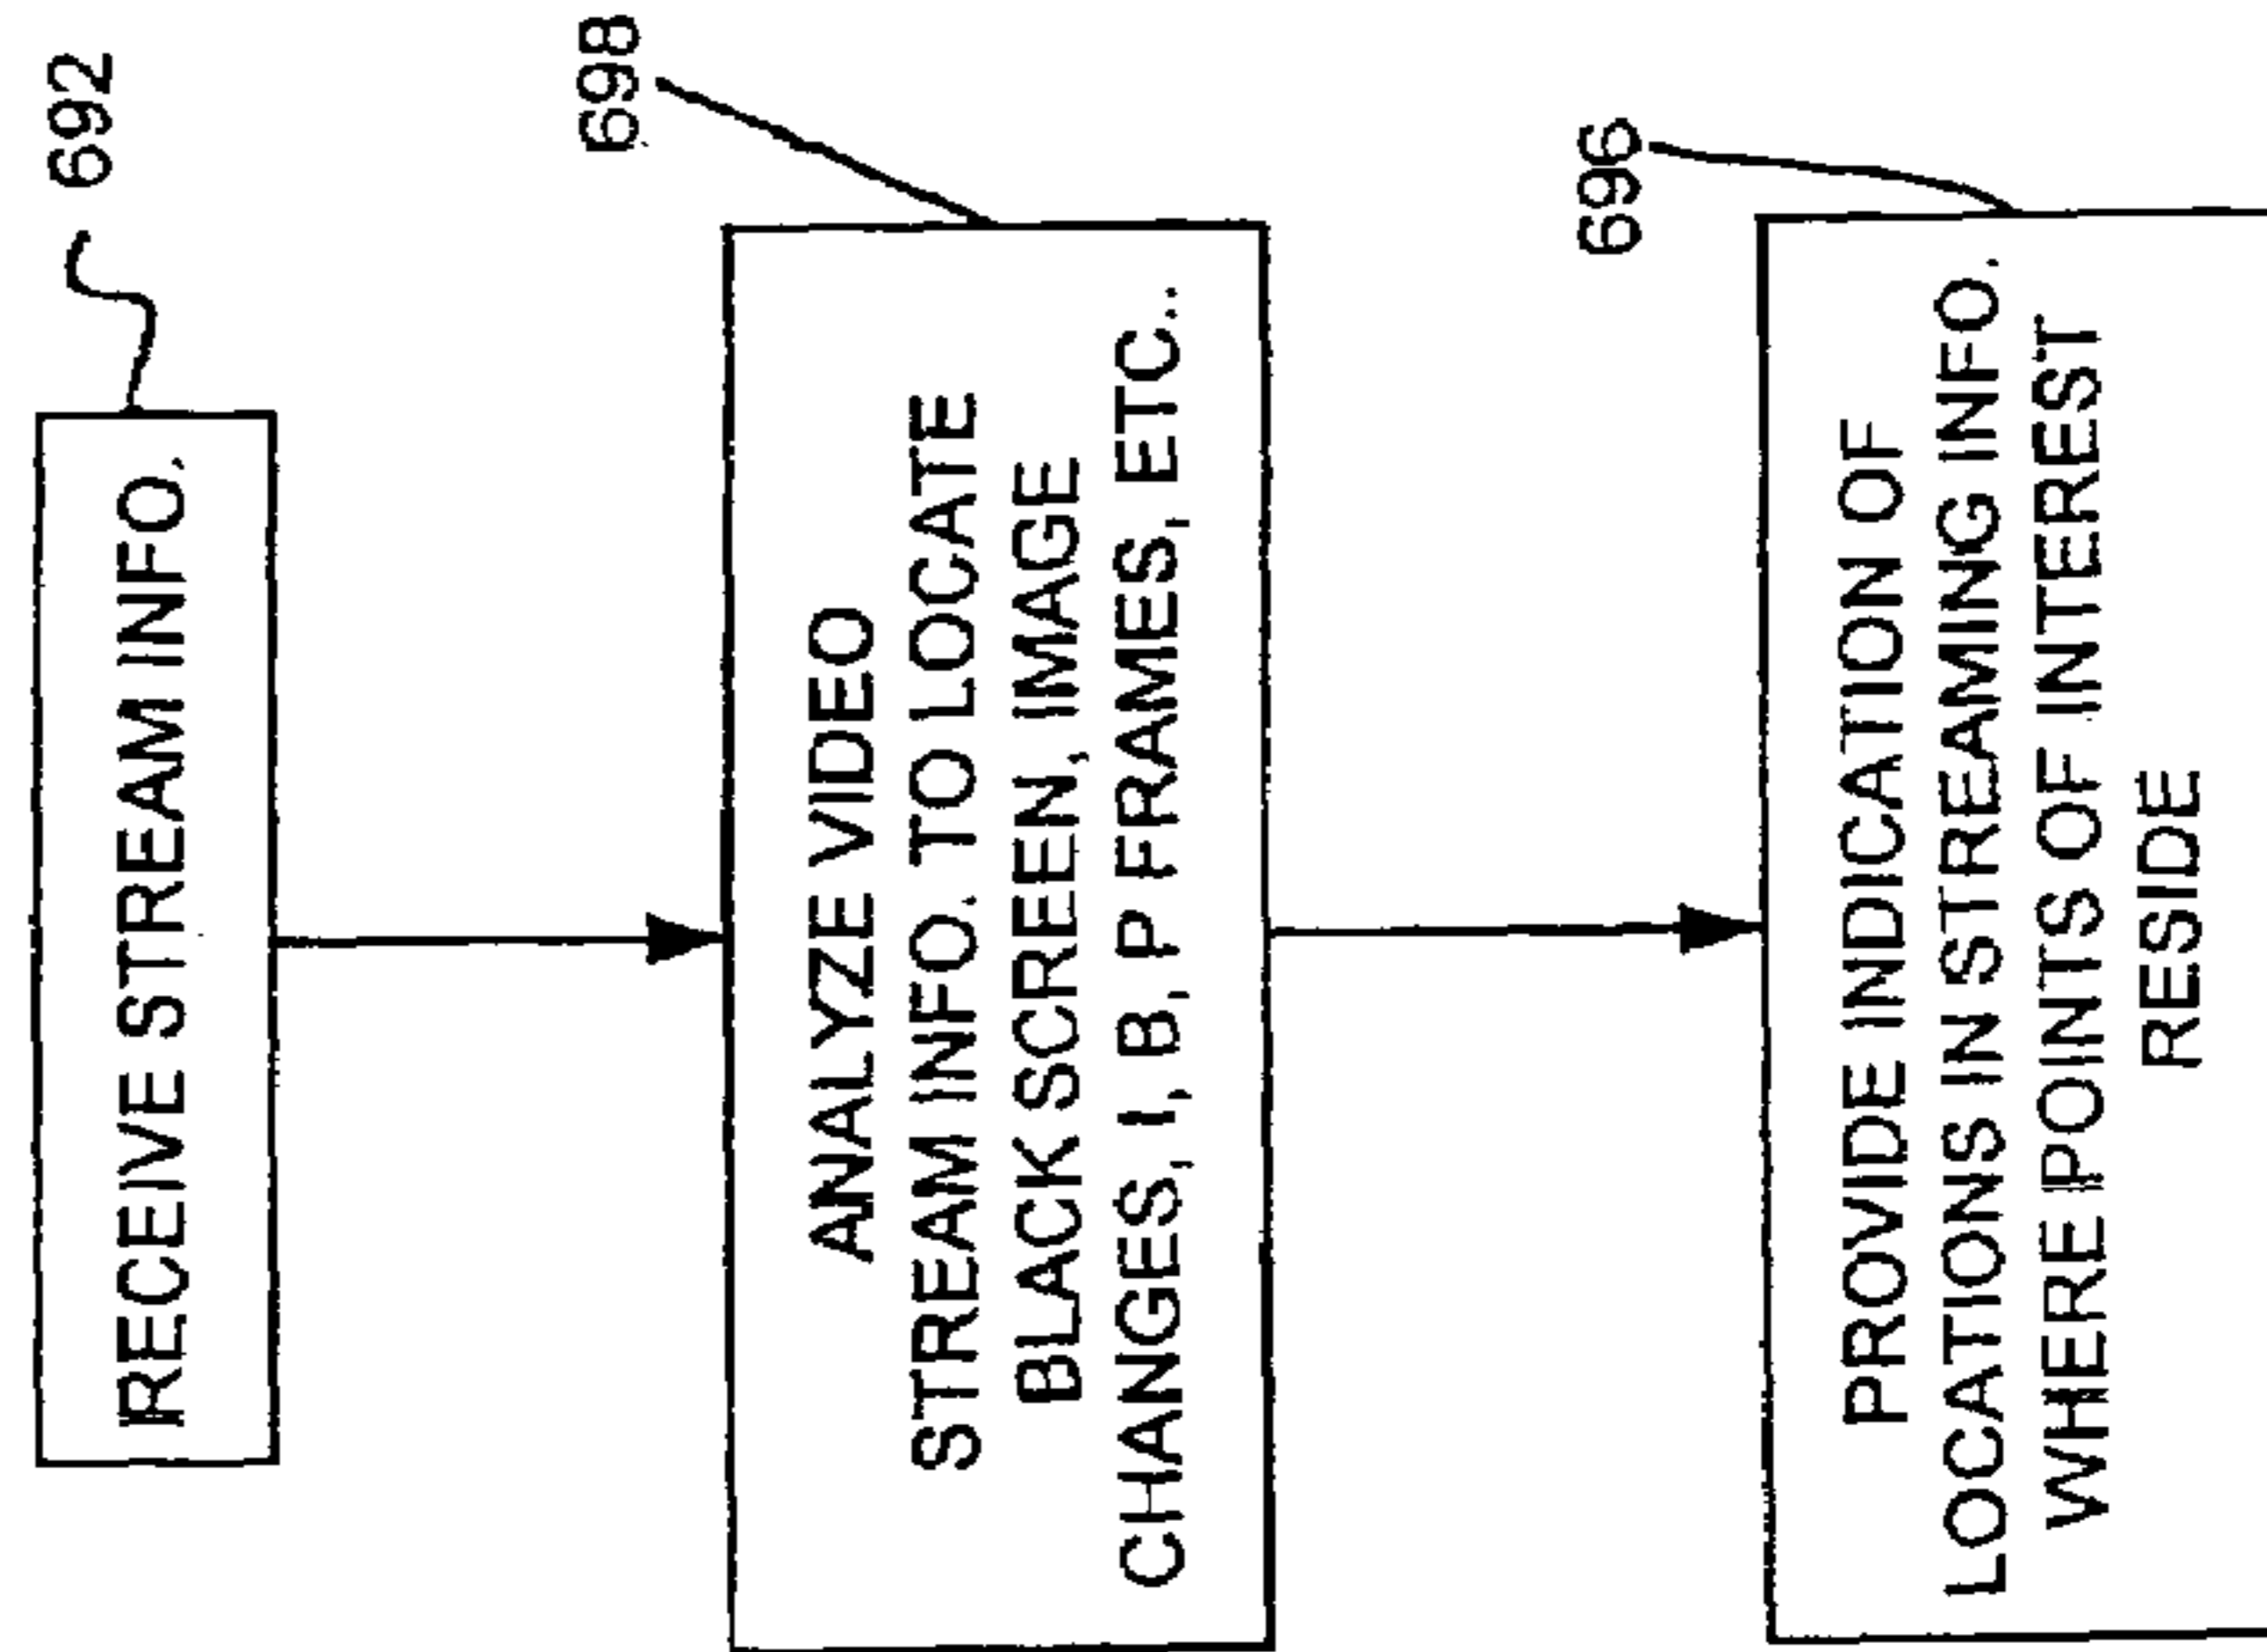 692
RECEIVE STREAM INFO.
698
ANALYZE VIDEO
STREAM INFO. TO LOCATE
BLACK SCREEN, IMAGE
CHANGES, I, B, P FRAMES, ETC..
696
PROVIDE INDICATION OF
LOCATIONS IN STREAMING INFO.
WHERE POINTS OF INTEREST
RESIDE